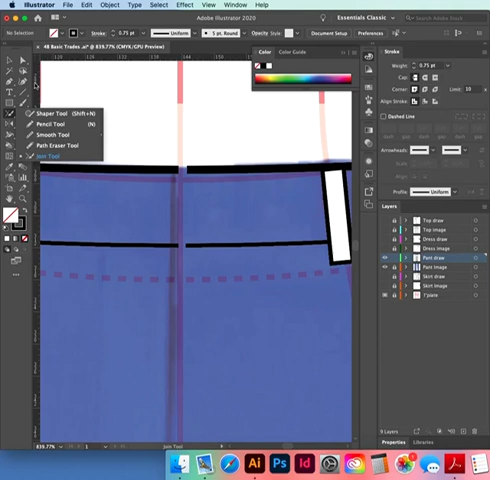 Illustrator File Edit Object Type Select Effect View Window Help
Adobe Illustrator 2020
Essentials Classic
No Selection Stroke: 0.75 pt Uniform 5 pt. Round Opacity Style: Document Setup Preferences
48 Basic Trades .ai* @ 839.77% (CMYK/GPU Preview)
Color Color Guide
Stroke
Weight: 0.75 pt
Cap:
Corner: Limit: 10
Align Stroke:
Dashed Line
Arrowheads:
Profile: Uniform
Shaper Tool (Shift+N)
Pencil Tool (N)
Smooth Tool
Path Eraser Tool
Join Tool
Layers
Top draw
Top image
Dress draw
Dress image
Pant draw
Pant image
Skirt draw
Skirt image
9 Layers
Properties Libraries
839.77% 1 Join Tool
Ai Ps Id